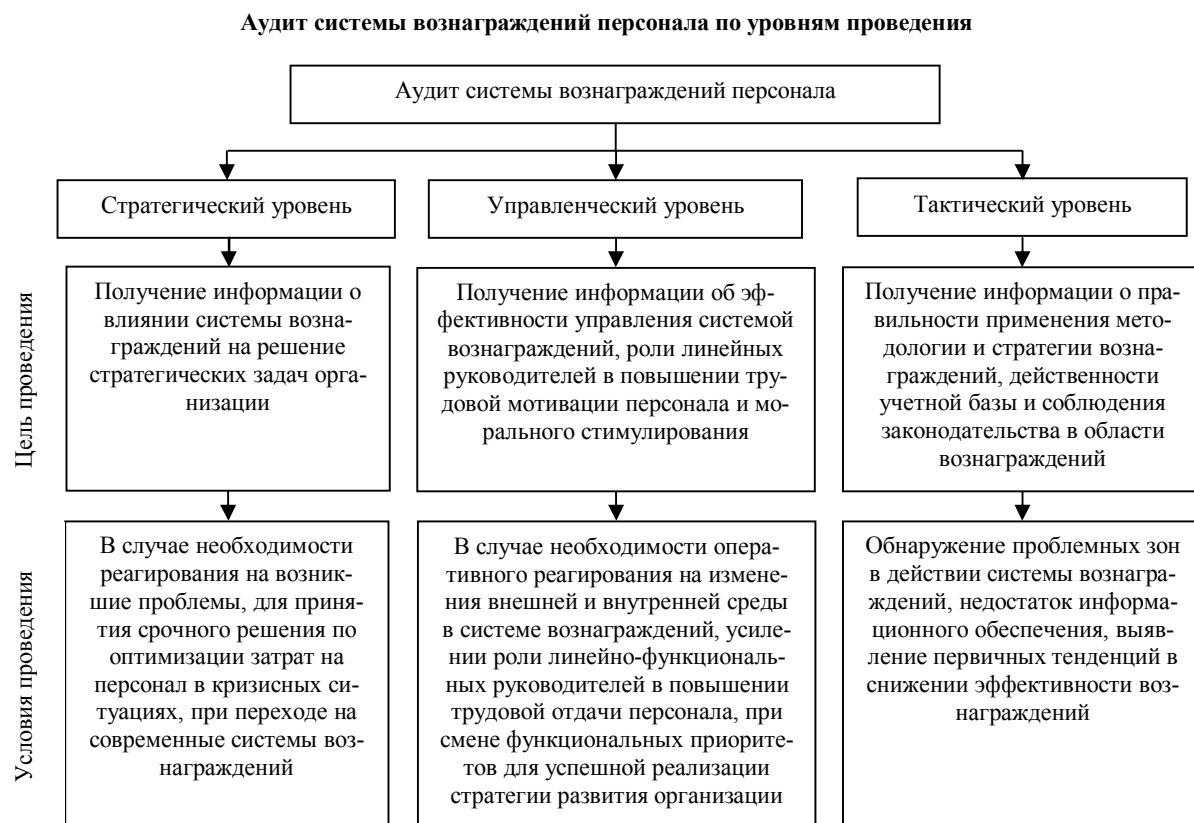 Аудит системы вознаграждений персонала по уровням проведения
Аудит системы вознаграждений персонала
Стратегический уровень
Управленческий уровень
Тактический уровень
Цель проведения
Получение информации о
влиянии системы возна-
граждений на решение
стратегических задач орга-
низации
Получение информации об эф-
фективности управления системой
вознаграждений, роли линейных
руководителей в повышении тру-
довой мотивации персонала и мо-
рального стимулирования
Получение информации о пра-
вильности применения мето-
дологии и стратегии возна-
граждений, действенности
учетной базы и соблюдения
законодательства в области
вознаграждений
Условия проведения
В случае необходимости
реагирования на возник-
шие проблемы, для приня-
тия срочного решения по
оптимизации затрат на
персонал в кризисных си-
туациях, при переходе на
современные системы воз-
награждений
В случае необходимости опе-
ративного реагирования на измене-
ния внешней и внутренней среды
в системе вознаграждений, усиле-
нии роли линейно-функциональ-
ных руководителей в повышении
трудовой отдачи персонала, при
смене функциональных приорите-
тов для успешной реализации
стратегии развития организации
Обнаружение проблемных зон
в действии системы вознагра-
ждений, недостаток информа-
ционного обеспечения, выяв-
ление первичных тенденций в
снижении эффективности воз-
награждений